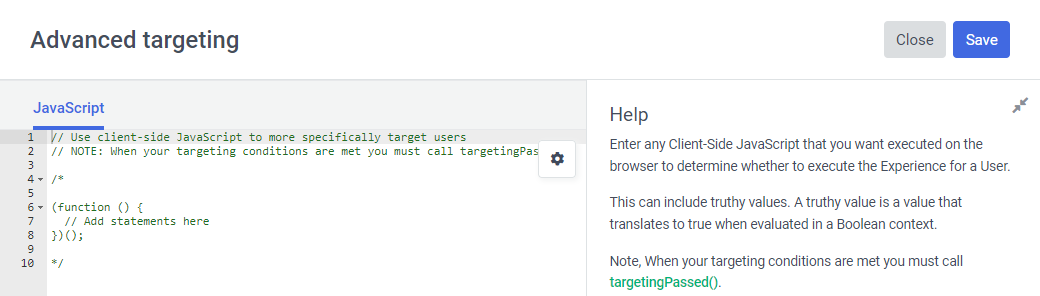 Advanced targeting
Close
Save
JavaScript
1 // Use client-side JavaScript to more specifically target users
2 // NOTE: When your targeting conditions are met you must call
3
4 /*
5
6 (function () {
7 // Add statements here
8 })();
9
10 */
Help
Enter any Client-Side JavaScript that you want executed on the
browser to determine whether to execute the Experience for a User.
This can include truthy values. A truthy value is a value that
translates to true when evaluated in a Boolean context.
Note, When your targeting conditions are met you must call
targetingPassed().